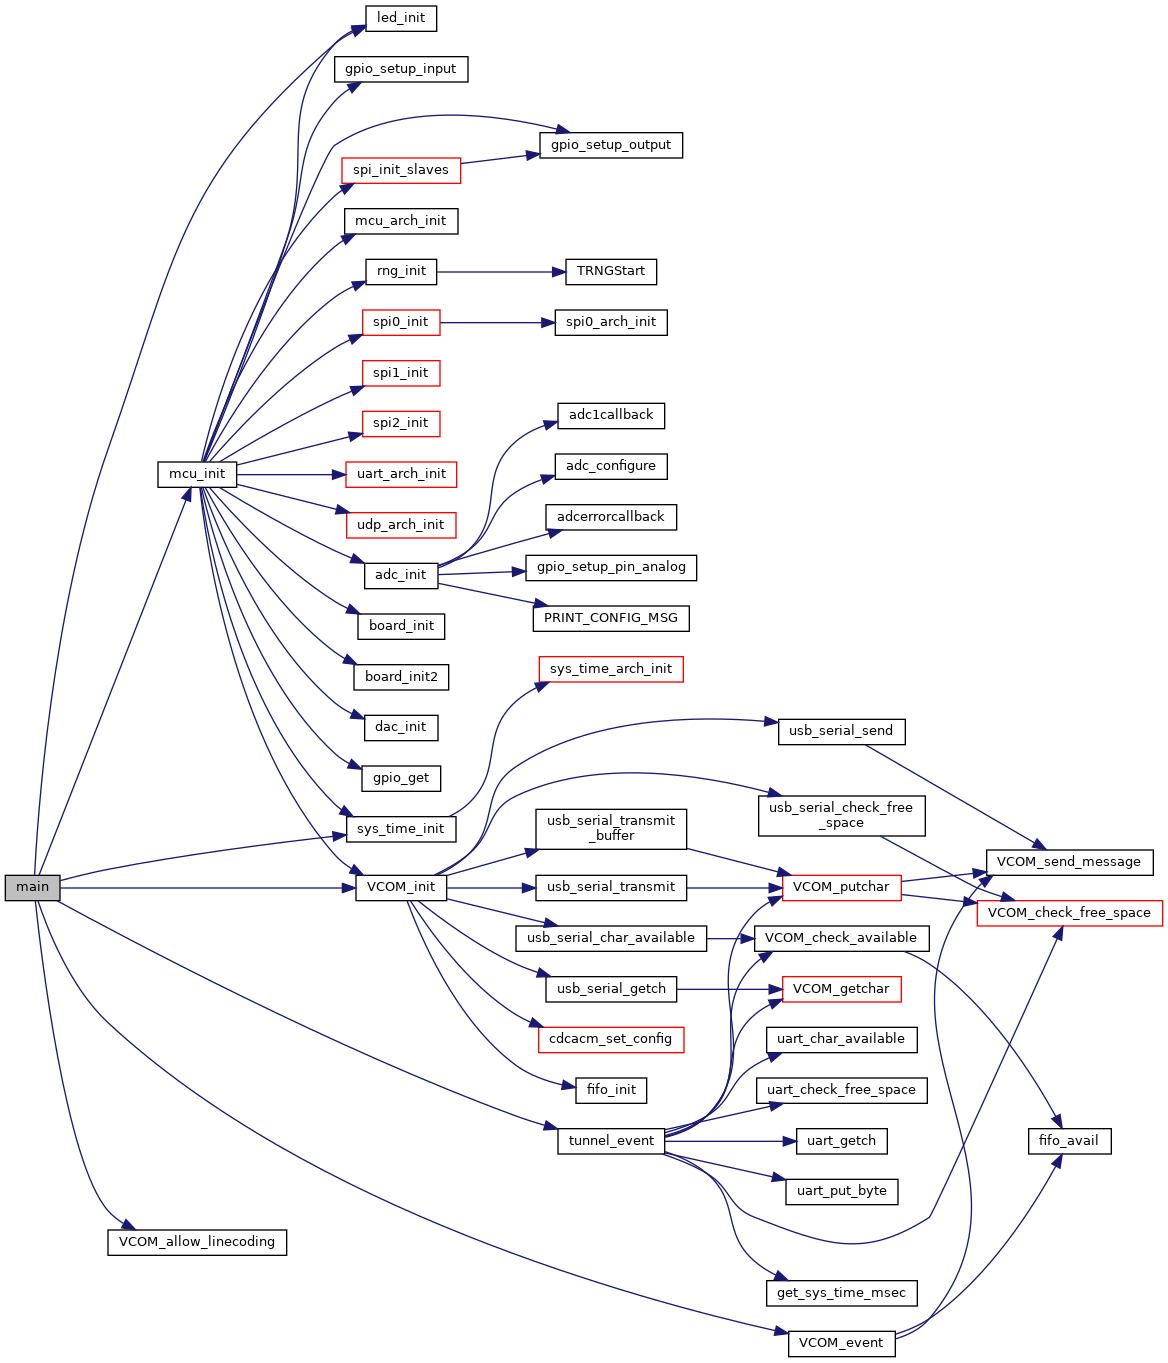 led_init
gpio_setup_input
gpio_setup_output
spi_init_slaves
mcu_arch_init
rng_init
TRNGStart
spi0_init
spi0_arch_init
spi1_init
adc1callback
spi2_init
adc_configure
mcu_init
uart_arch_init
adcerrorcallback
udp_arch_init
gpio_setup_pin_analog
adc_init
PRINT_CONFIG_MSG
board_init
sys_time_arch_init
board_init2
dac_init
usb_serial_send
gpio_get
usb_serial_check_free
_space
sys_time_init
usb_serial_transmit
_buffer
VCOM_send_message
main
VCOM_init
usb_serial_transmit
VCOM_putchar
VCOM_check_free_space
usb_serial_char_available
VCOM_check_available
usb_serial_getch
VCOM_getchar
cdcacm_set_config
uart_char_available
fifo_init
uart_check_free_space
tunnel_event
uart_getch
fifo_avail
uart_put_byte
VCOM_allow_linecoding
get_sys_time_msec
VCOM_event